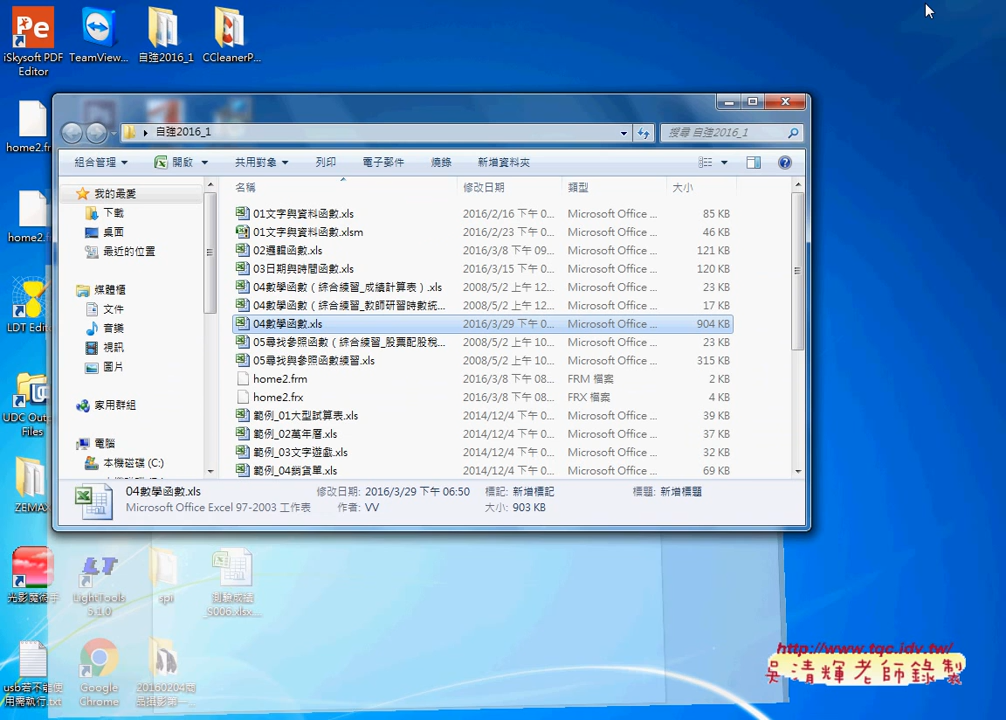 iSkysoft PDF Editor
TeamView...
自強2016_1
CCleanerP...
自強2016_1
搜尋 自強2016_1
組合管理
開啟
共用對象
列印
電子郵件
燒錄
新增資料夾
名稱
修改日期
類型
大小
我的最愛
下載
桌面
最近的位置
媒體櫃
文件
音樂
視訊
圖片
家用群組
電腦
本機磁碟 (C:)
01文字與資料函數.xls 2016/2/16 下午 0... Microsoft Office ... 85 KB
01文字與資料函數.xlsm 2016/2/23 下午 0... Microsoft Office ... 46 KB
02邏輯函數.xls 2016/3/8 下午 09... Microsoft Office ... 121 KB
03日期與時間函數.xls 2016/3/15 下午 0... Microsoft Office ... 120 KB
04數學函數（綜合練習_成績計算表）.xls 2008/5/2 上午 12... Microsoft Office ... 23 KB
04數學函數（綜合練習_教師研習時數統... 2008/5/2 上午 12... Microsoft Office ... 17 KB
04數學函數.xls 2016/3/29 下午 0... Microsoft Office ... 904 KB
05尋找參照函數（綜合練習_股票配股稅... 2008/5/2 上午 10... Microsoft Office ... 23 KB
05尋找與參照函數練習.xls 2008/5/2 上午 10... Microsoft Office ... 315 KB
home2.frm 2016/3/8 下午 08... FRM 檔案 2 KB
home2.frx 2016/3/8 下午 08... FRX 檔案 4 KB
範例_01大型試算表.xls 2014/12/4 下午 0... Microsoft Office ... 39 KB
範例_02萬年曆.xls 2014/12/4 下午 0... Microsoft Office ... 37 KB
範例_03文字遊戲.xls 2014/12/4 下午 0... Microsoft Office ... 32 KB
範例_04銷貨單.xls 2014/12/4 下午 0... Microsoft Office ... 69 KB
04數學函數.xls 修改日期: 2016/3/29 下午 06:50 標記: 新增標記 標題: 新增標題
Microsoft Office Excel 97-2003 工作表 作者: VV 大小: 903 KB
home2.fr
home2.f
LDT Edit
UDC Out
Files
ZEMAX
光影魔術手
LightTools
spi
測驗成績
_S006.xlsx...
usb若不能使用需執行.txt
Google Chrome
http://www.tqc.idv.tw/
吳清輝老師錄製